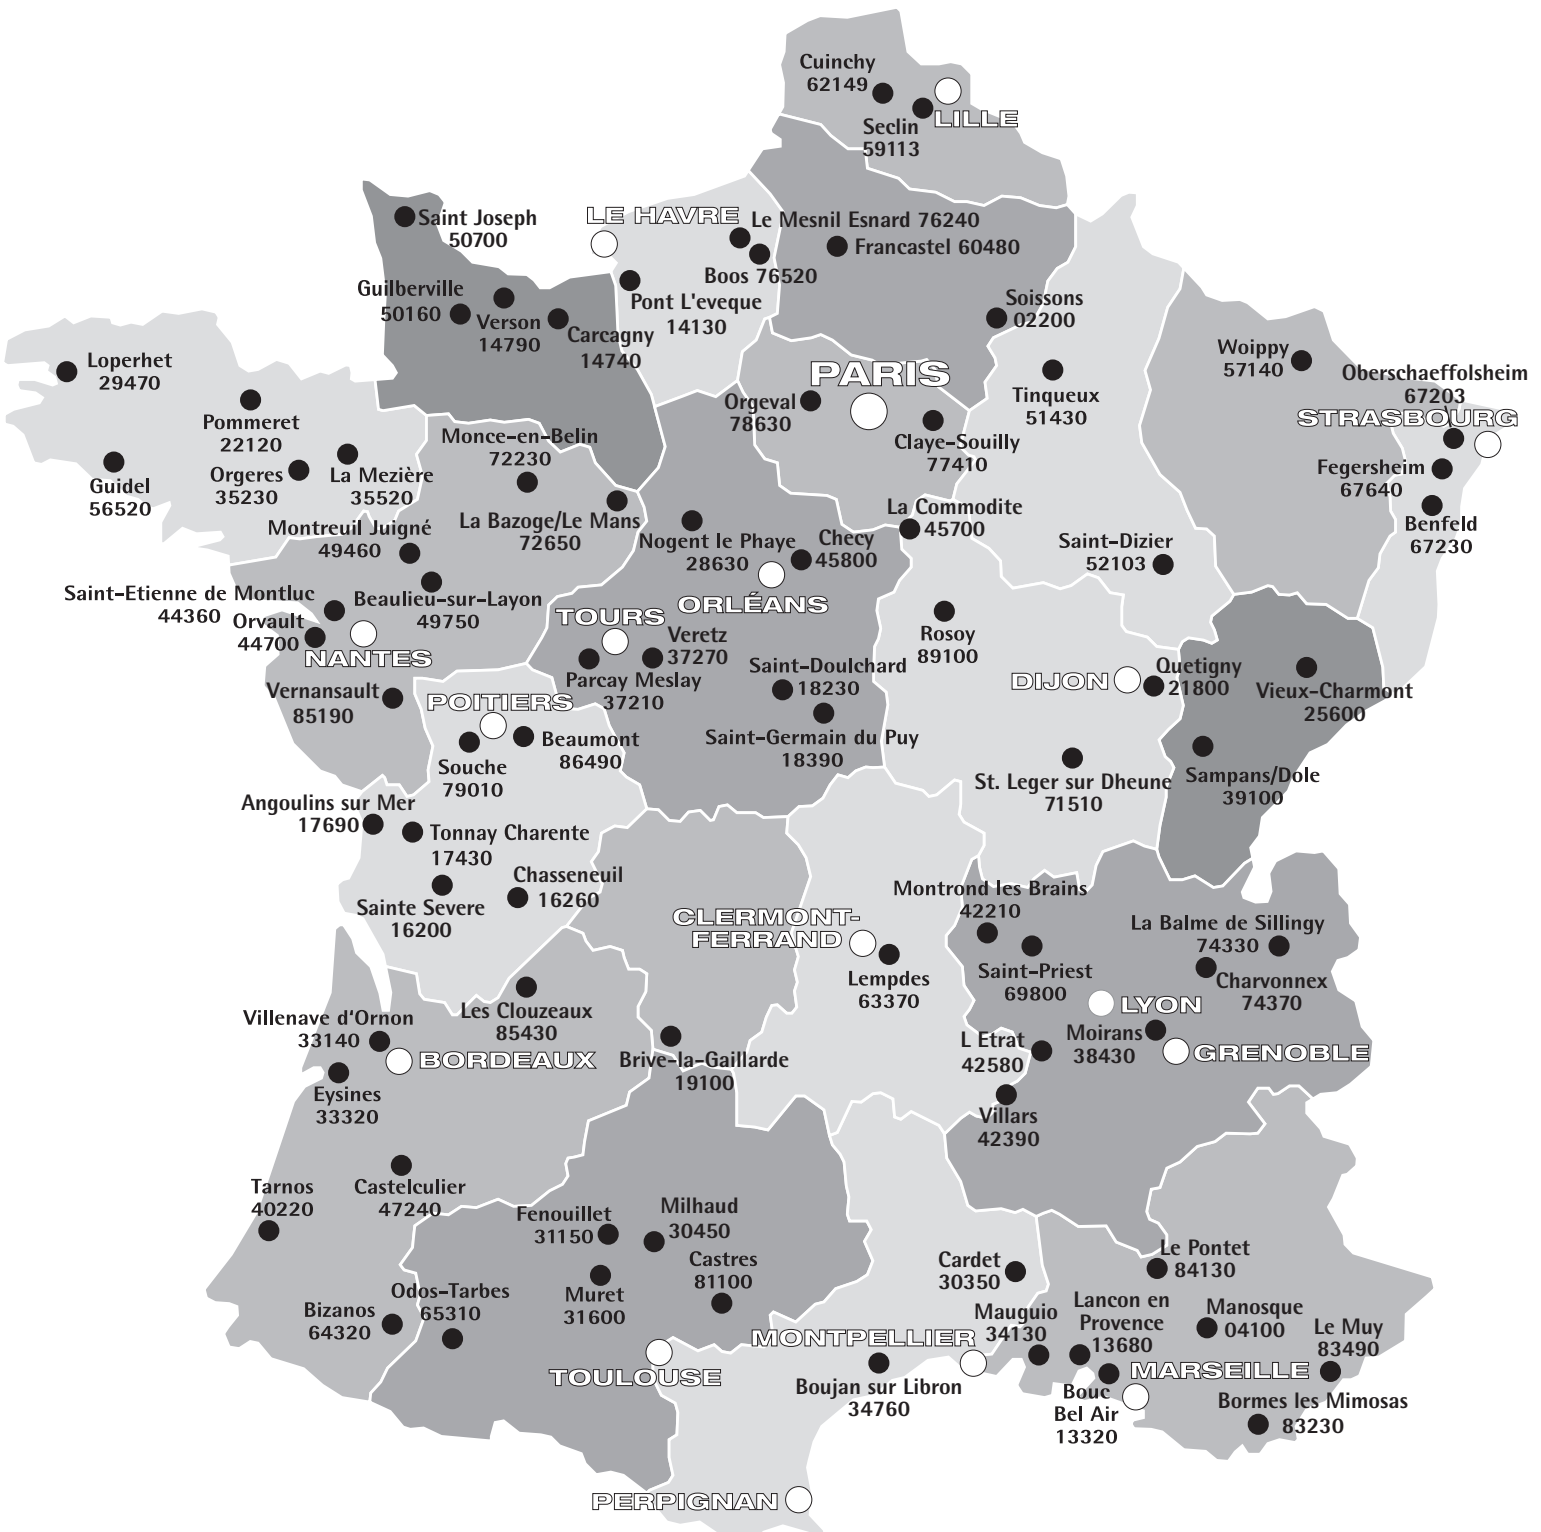 Cuinchy
62149
LILLE
Seclin
59113
Saint Joseph
50700
LE HAVRE
Le Mesnil Esnard 76240
Francastel 60480
Boos 76520
Guilberville
50160
Verson
14790
Carcagny
14740
Pont L'eveque
14130
Soissons
02200
Loperhet
29470
Pommeret
22120
Guidel
56520
Orgeres
35230
La Mezière
35520
Monce-en-Belin
72230
La Bazoge/Le Mans
72650
Orgeval
78630
PARIS
Claye-Souilly
77410
Tinqueux
51430
Woippy
57140
Oberschaeffolsheim
67203
STRASBOURG
Fegersheim
67640
Benfeld
67230
Montreuil Juigné
49460
Nogent le Phaye
28630
Checy
45800
La Commodite
45700
Saint-Dizier
52103
Saint-Etienne de Montluc
44360
Orvault
44700
NANTES
Beaulieu-sur-Layon
49750
TOURS
ORLÉANS
Veretz
37270
Parcay Meslay
37210
Saint-Doulchard
18230
Saint-Germain du Puy
18390
Rosoy
89100
DIJON
Quetigny
21800
Vieux-Charmont
25600
Vernansault
85190
POITIERS
Beaumont
86490
Souche
79010
St. Leger sur Dheune
71510
Sampans/Dole
39100
Angoulins sur Mer
17690
Tonnay Charente
17430
Chasseneuil
16260
Sainte Severe
16200
CLERMONT-
FERRAND
Lempdes
63370
Montrond les Brains
42210
Saint-Priest
69800
La Balme de Sillingy
74330
Charvonnex
74370
LYON
Les Clouzeaux
85430
Villenave d'Ornon
33140
BORDEAUX
Eysines
33320
Brive-la-Gaillarde
19100
L Etrat
42580
Moirans
38430
GRENOBLE
Villars
42390
Tarnos
40220
Castelculier
47240
Fenouillet
31150
Milhaud
30450
Castres
81100
Muret
31600
Bizanos
64320
Odos-Tarbes
65310
TOULOUSE
Cardet
30350
Mauguio
34130
MONTPELLIER
Boujan sur Libron
34760
Le Pontet
84130
Lancon en
Provence
13680
Manosque
04100
Le Muy
83490
MARSEILLE
Bouc
Bel Air
13320
Bormes les Mimosas
83230
PERPIGNAN